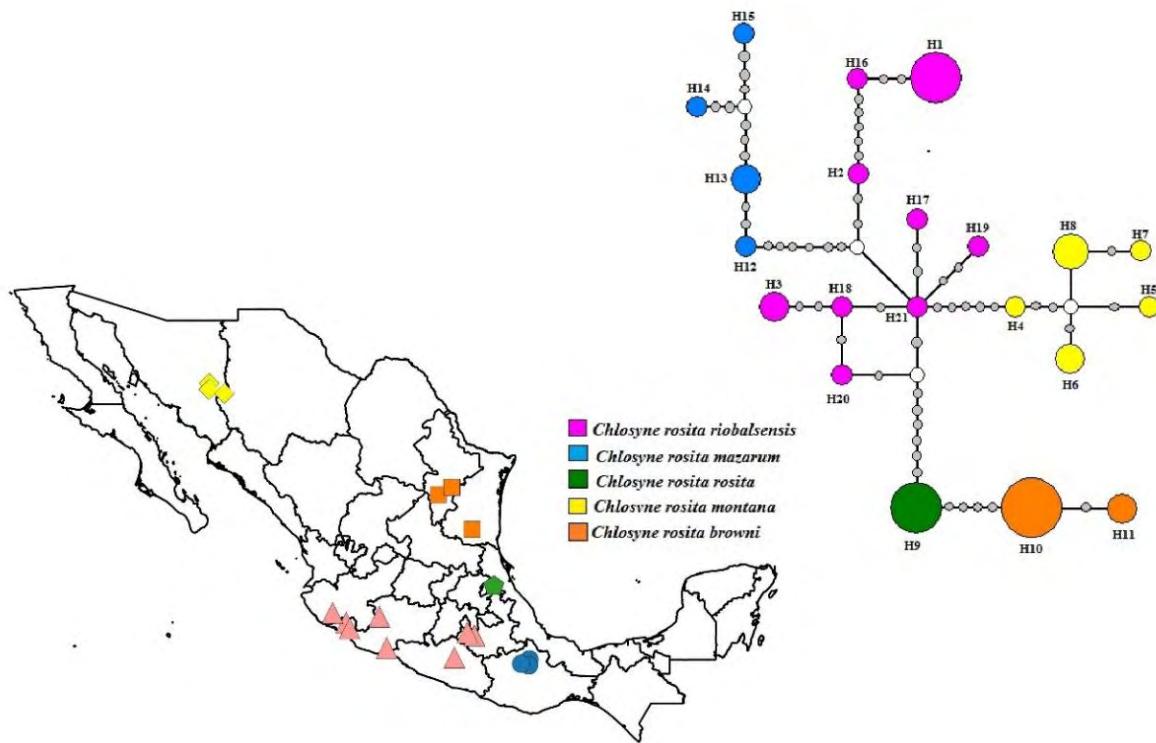 H15
H1
H16
H14
H13
H2
H17
H19
H8
H7
H12
H3
H18
H5
H21
H4
H6
H20
Chlosyne rosita riobalsensis
Chlosyne rosita mazarum
Chlosyne rosita rosita
Chlosyne rosita montana
Chlosyne rosita browni
H9
H10
H11